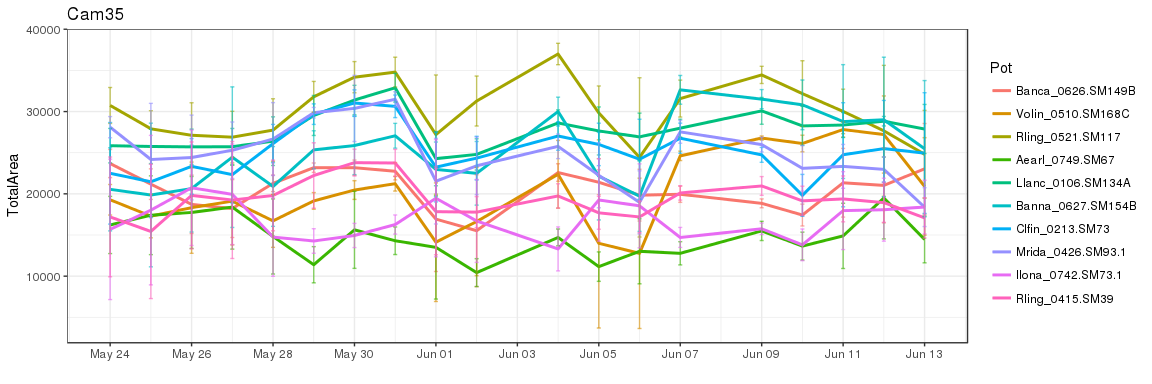 Cam35
TotalArea
40000
30000
20000
10000
May 24 May 26 May 28 May 30 Jun 01 Jun 03 Jun 05 Jun 07 Jun 09 Jun 11 Jun 13
Pot
Banca_0626.SM149B
Volin_0510.SM168C
Rling_0521.SM117
Aearl_0749.SM67
Llanc_0106.SM134A
Banna_0627.SM154B
Clfin_0213.SM73
Mrida_0426.SM93.1
Ilona_0742.SM73.1
Rling_0415.SM39